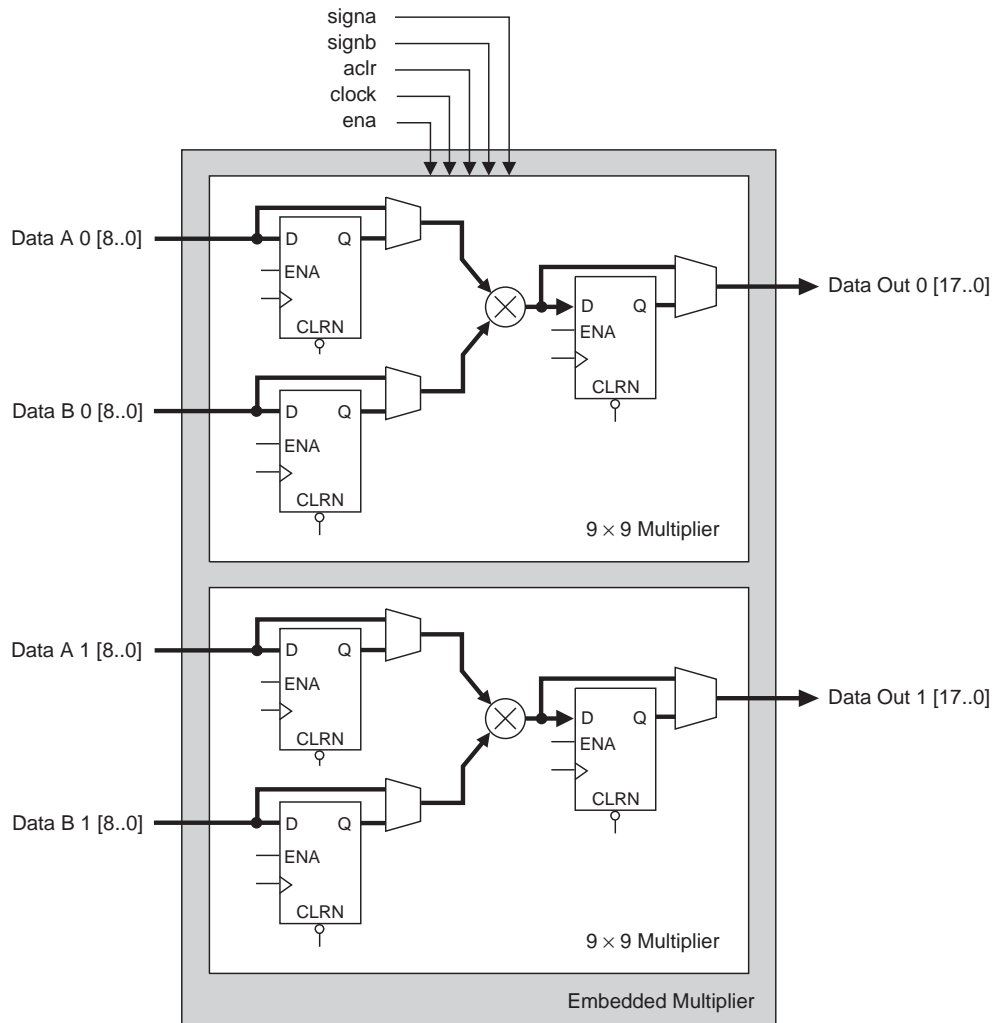 signa
signb
aclr
clock
ena
Data A 0 [8..0]
D Q
ENA
CLRN
Data B 0 [8..0]
D Q
ENA
CLRN
D Q
ENA
CLRN
Data Out 0 [17..0]
9 × 9 Multiplier
Data A 1 [8..0]
D Q
ENA
CLRN
Data B 1 [8..0]
D Q
ENA
CLRN
D Q
ENA
CLRN
Data Out 1 [17..0]
9 × 9 Multiplier
Embedded Multiplier